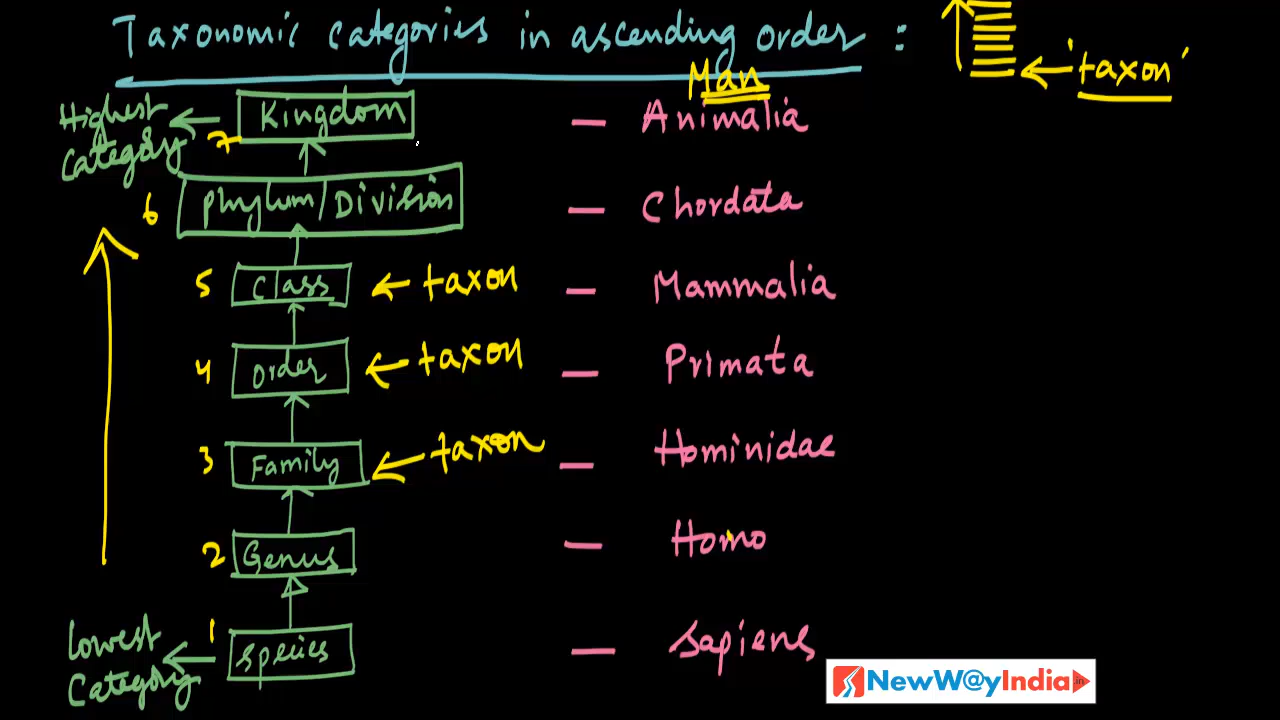 Taxonomic categories in ascending order :
'taxon'
Man
Highest Category
7
Kingdom
— Animalia
6
Phylum/Division
— Chordata
5
Class
taxon
— Mammalia
4
Order
taxon
— Primata
3
Family
taxon
— Hominidae
2
Genus
— Homo
Lowest Category
1
Species
— Sapiens
NewW@yIndia.in